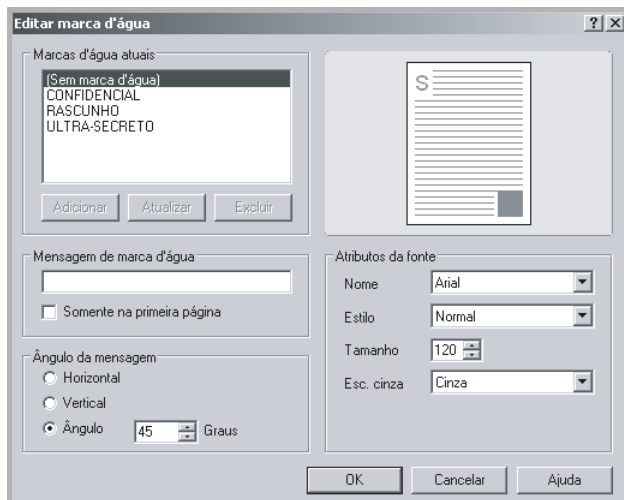 Editar marca d'água
Marcas d'água atuais
(Sem marca d'água)
CONFIDENCIAL
RASCUNHO
ULTRA-SECRETO
Adicionar Atualizar Excluir
S
Mensagem de marca d'água
Somente na primeira página
Ângulo da mensagem
Horizontal
Vertical
Ângulo 45 Graus
Atributos da fonte
Nome Arial
Estilo Normal
Tamanho 120
Esc. cinza Cinza
OK Cancelar Ajuda